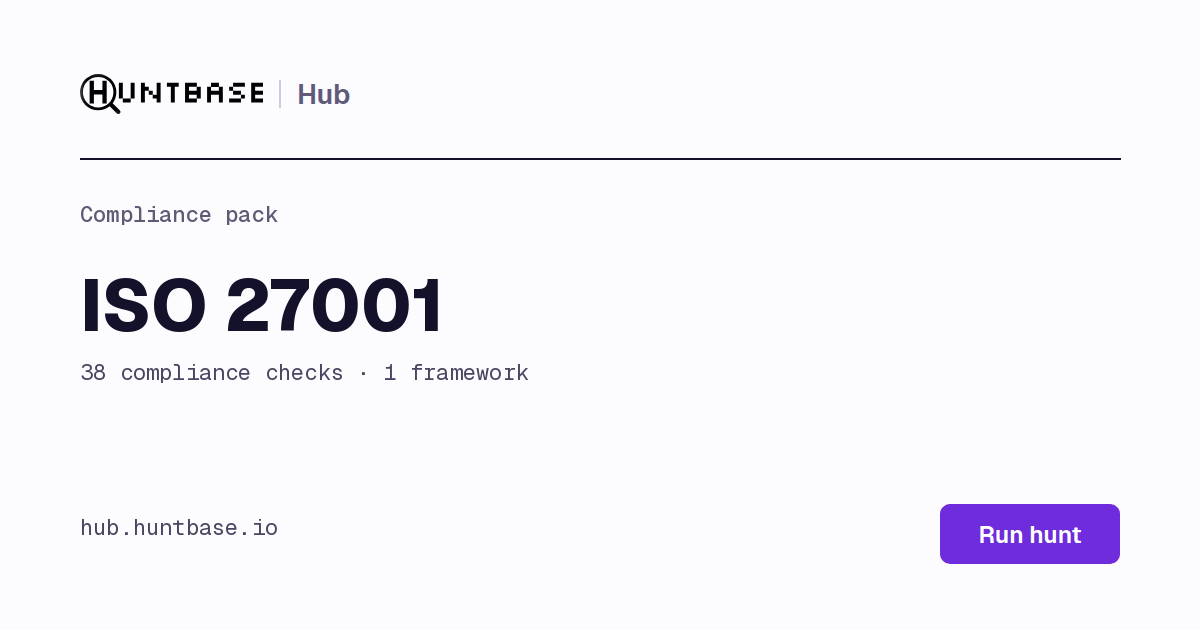 HUNTBASE | Hub
Compliance pack
ISO 27001
38 compliance checks · 1 framework
hub.huntbase.io
Run hunt